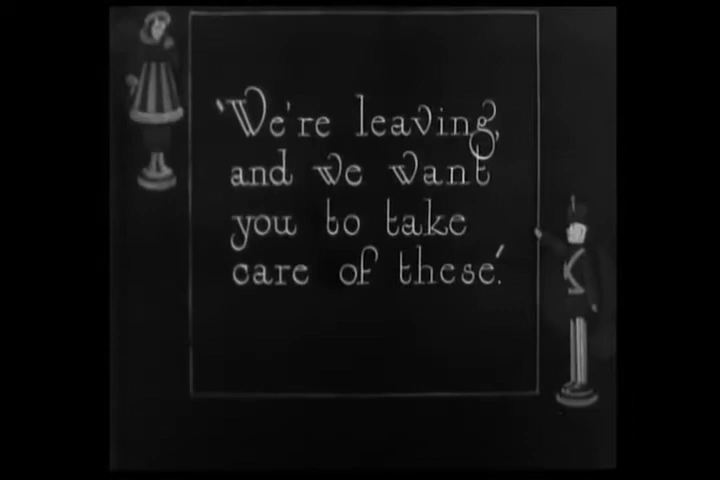 'We're leaving,
and we want
you to take
care of these.'